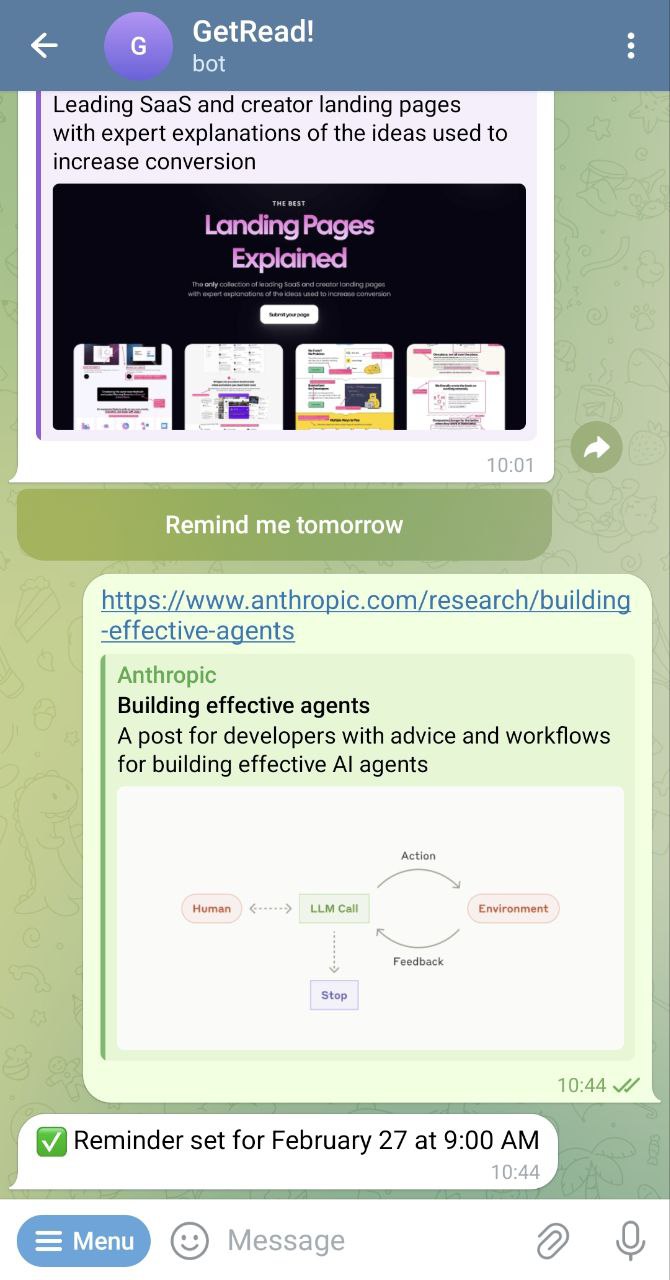 G
GetRead!
bot
Leading SaaS and creator landing pages
with expert explanations of the ideas used to
increase conversion
THE BEST
Landing Pages
Explained
The only collection of leading SaaS and creator landing pages
with expert explanations of the ideas used to increase conversion
Submit your page
10:01
Remind me tomorrow
https://www.anthropic.com/research/building
-effective-agents
Anthropic
Building effective agents
A post for developers with advice and workflows
for building effective AI agents
Action
Human
LLM Call
Environment
Feedback
Stop
10:44
Reminder set for February 27 at 9:00 AM
10:44
Menu
Message